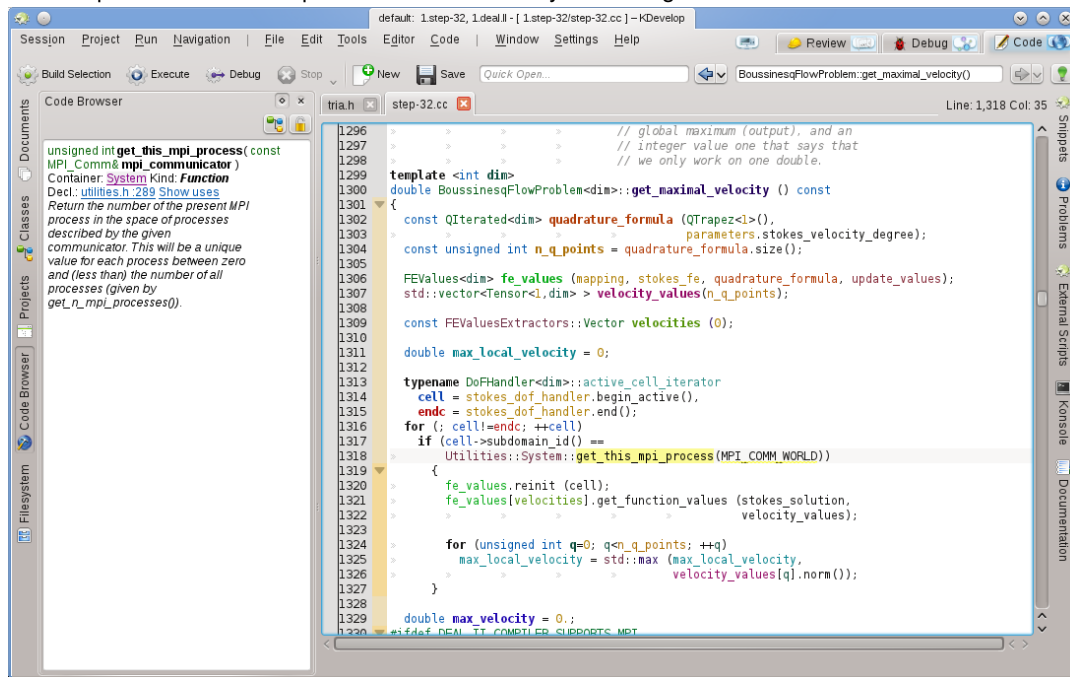 default: 1.step-32, 1.deal.II - [ 1.step-32/step-32.cc ] – KDevelop
Session Project Run Navigation | File Edit Tools Editor Code | Window Settings Help Review Debug Code
Build Selection Execute Debug Stop New Save Quick Open... BoussinesqFlowProblem::get_maximal_velocity()
Code Browser
tria.h step-32.cc Line: 1,318 Col: 35
unsigned int get_this_mpi_process( const
MPI_Comm& mpi_communicator )
Container: System Kind: Function
Decl.: utilities.h :289 Show uses
Return the number of the present MPI
process in the space of processes
described by the given
communicator. This will be a unique
value for each process between zero
and (less than) the number of all
processes (given by
get_n_mpi_processes()).
Documents
Classes
Projects
Code Browser
Filesystem
1296 // global maximum (output), and an
1297 // integer value one that says that
1298 // we only work on one double.
1299 template <int dim>
1300 double BoussinesqFlowProblem<dim>::get_maximal_velocity () const
1301 {
1302 const QIterated<dim> quadrature_formula (QTrapez<1>(),
1303 parameters.stokes_velocity_degree);
1304 const unsigned int n_q_points = quadrature_formula.size();
1305
1306 FEValues<dim> fe_values (mapping, stokes_fe, quadrature_formula, update_values);
1307 std::vector<Tensor<1,dim> > velocity_values(n_q_points);
1308
1309 const FEValuesExtractors::Vector velocities (0);
1310
1311 double max_local_velocity = 0;
1312
1313 typename DoFHandler<dim>::active_cell_iterator
1314 cell = stokes_dof_handler.begin_active(),
1315 endc = stokes_dof_handler.end();
1316 for (; cell!=endc; ++cell)
1317 if (cell->subdomain_id() ==
1318 Utilities::System::get_this_mpi_process(MPI_COMM_WORLD))
1319 {
1320 fe_values.reinit (cell);
1321 fe_values[velocities].get_function_values (stokes_solution,
1322 velocity_values);
1323
1324 for (unsigned int q=0; q<n_q_points; ++q)
1325 max_local_velocity = std::max (max_local_velocity,
1326 velocity_values[q].norm());
1327 }
1328
1329 double max_velocity = 0.;
1330 #ifdef DEAL_II_COMPILER_SUPPORTS_MPI
Snippets
Problems
External Scripts
Konsole
Documentation